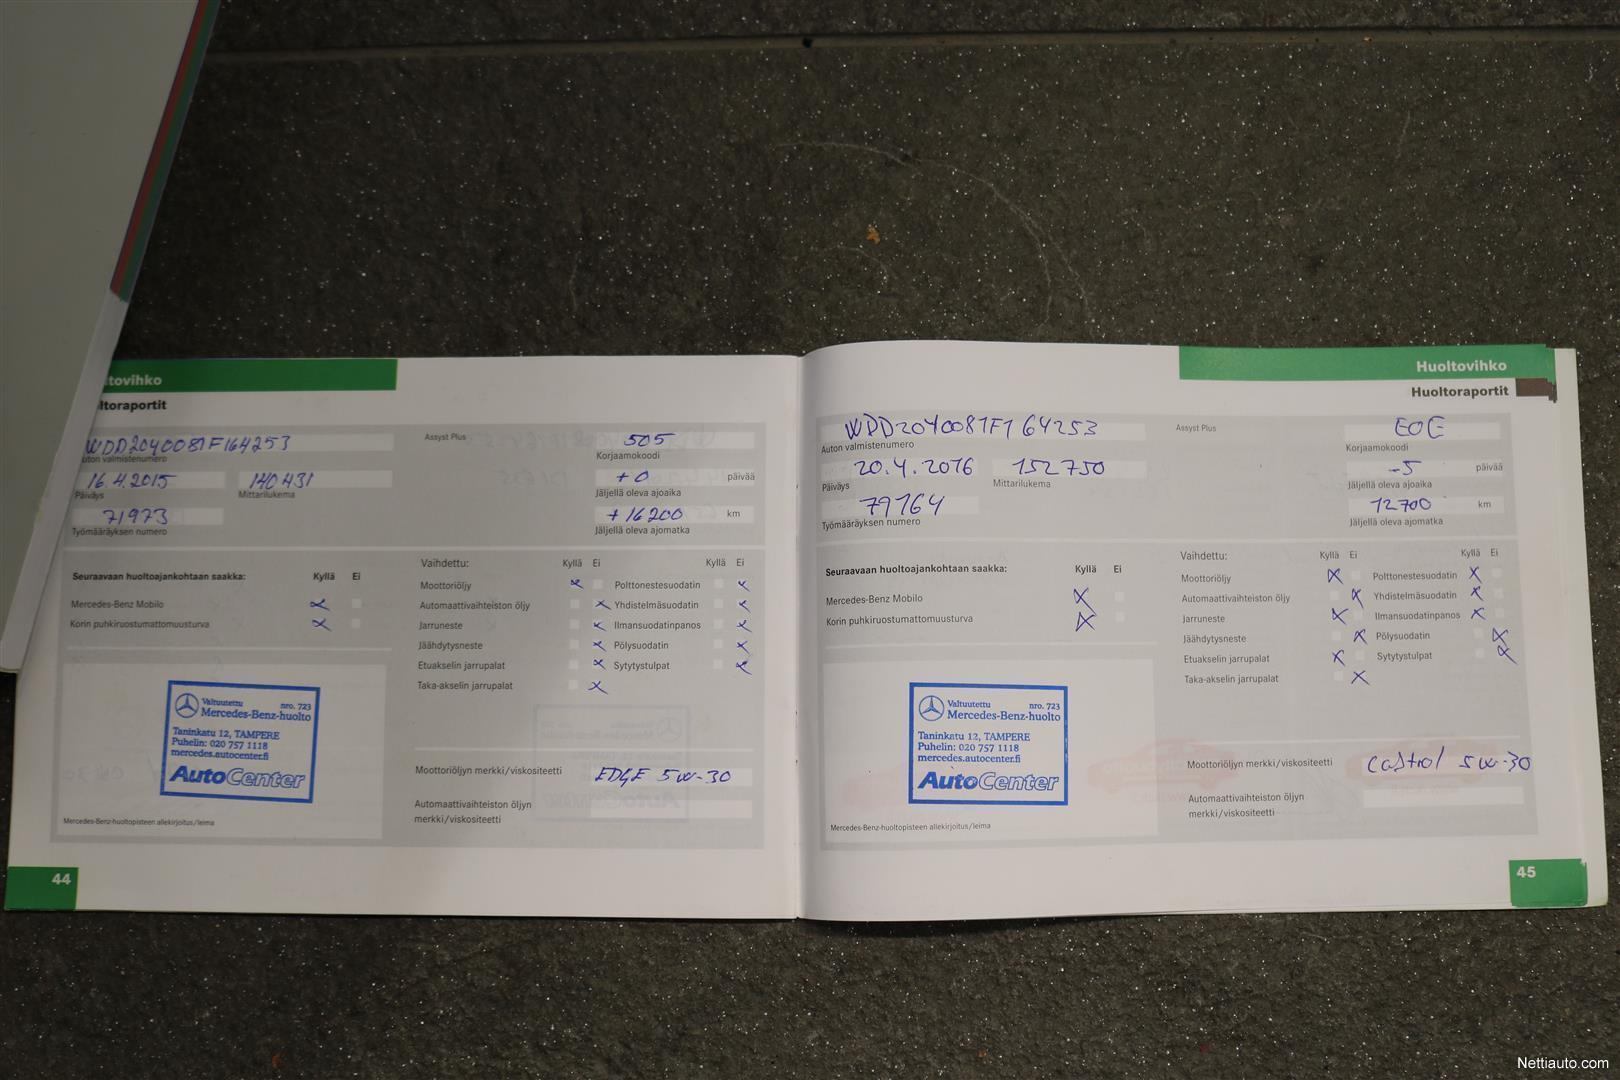 tovihko
ltoraportit
WDD2040081F164253
Auton valmistenumero
16.4.2015
140431
Päiväys
Mittarilukema
71973
Työmääräyksen numero
Assyst Plus
505
Korjaamokoodi
+0 päivää
Jäljellä oleva ajoaika
+16200 km
Jäljellä oleva ajomatka
Seuraavaan huoltoajankohtaan saakka: Kyllä Ei
Mercedes-Benz Mobilo x
Korin puhkiruostumattomuusturva x
Vaihdettu: Kyllä Ei Kyllä Ei
Moottoriöljy x Polttonestesuodatin x
Automaattivaihteiston öljy x Yhdistelmäsuodatin x
Jarruneste x Ilmansuodatinpanos x
Jäähdytysneste x Pölysuodatin x
Etuakselin jarrupalat x Sytytystulpat x
Taka-akselin jarrupalat x
Valtuutettu nro. 723
Mercedes-Benz-huolto
Taninkatu 12, TAMPERE
Puhelin: 020 757 1118
mercedes.autocenter.fi
AutoCenter
Mercedes-Benz-huoltopisteen allekirjoitus/leima
Moottoriöljyn merkki/viskositeetti EDGE 5W-30
Automaattivaihteiston öljyn
merkki/viskositeetti
44
Huoltovihko
Huoltoraportit
WDD2040081F164253
Auton valmistenumero
20.4.2016
152750
Päiväys
Mittarilukema
79164
Työmääräyksen numero
Assyst Plus
EOE
Korjaamokoodi
-5 päivää
Jäljellä oleva ajoaika
12700 km
Jäljellä oleva ajomatka
Seuraavaan huoltoajankohtaan saakka: Kyllä Ei
Mercedes-Benz Mobilo x
Korin puhkiruostumattomuusturva x
Vaihdettu: Kyllä Ei Kyllä Ei
Moottoriöljy x Polttonestesuodatin x
Automaattivaihteiston öljy x Yhdistelmäsuodatin x
Jarruneste x Ilmansuodatinpanos x
Jäähdytysneste x Pölysuodatin x
Etuakselin jarrupalat x Sytytystulpat x
Taka-akselin jarrupalat x
Valtuutettu nro. 723
Mercedes-Benz-huolto
Taninkatu 12, TAMPERE
Puhelin: 020 757 1118
mercedes.autocenter.fi
AutoCenter
Mercedes-Benz-huoltopisteen allekirjoitus/leima
Moottoriöljyn merkki/viskositeetti Castrol 5W-30
Automaattivaihteiston öljyn
merkki/viskositeetti
45
Nettiauto.com